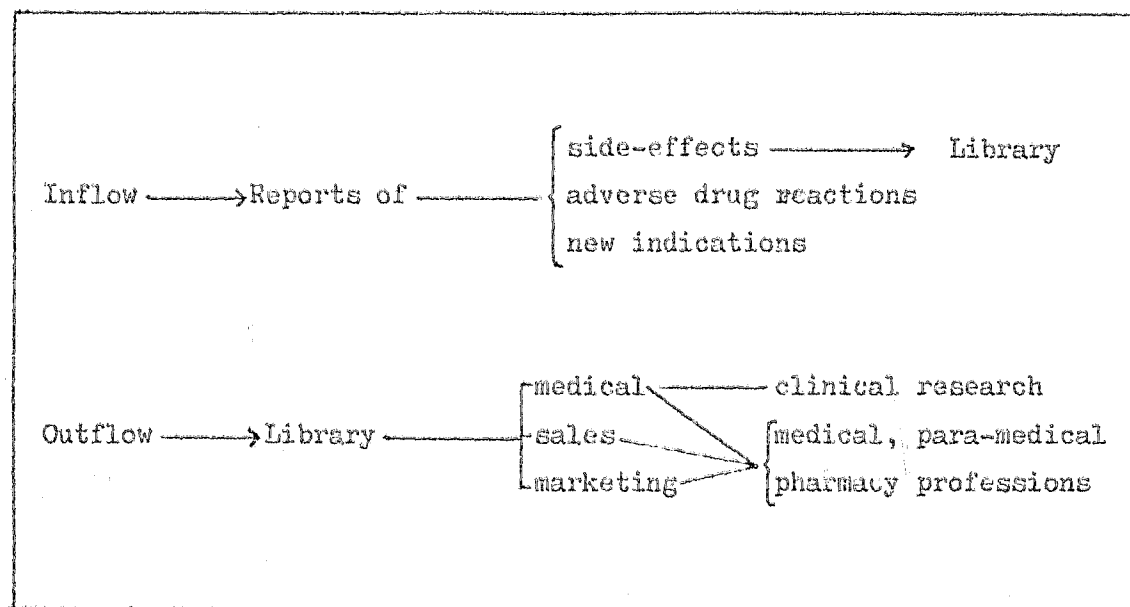 side-effects → Library
Inflow → Reports of adverse drug reactions
new indications
medical clinical research
Outflow → Library sales medical, para-medical
marketing pharmacy professions